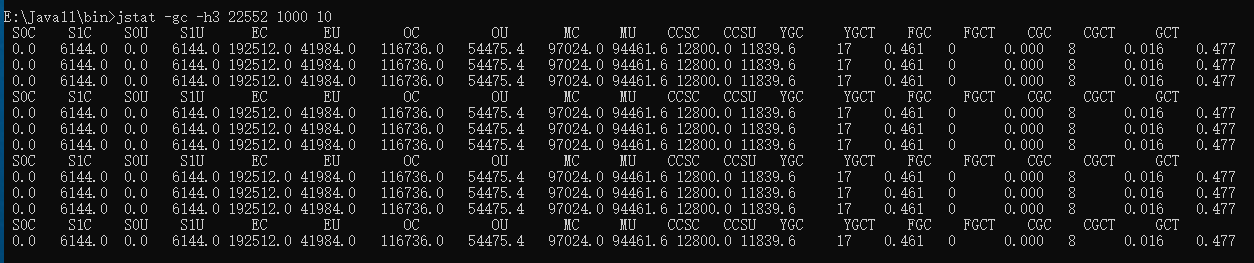 E:\Java11\bin>jstat -gc -h3 22552 1000 10
S0C S1C S0U S1U EC EU OC OU MC MU CCSC CCSU YGC YGCT FGC FGCT CGC CGCT GCT
0.0 6144.0 0.0 6144.0 192512.0 41984.0 116736.0 54475.4 97024.0 94461.6 12800.0 11839.6 17 0.461 0 0.000 8 0.016 0.477
0.0 6144.0 0.0 6144.0 192512.0 41984.0 116736.0 54475.4 97024.0 94461.6 12800.0 11839.6 17 0.461 0 0.000 8 0.016 0.477
0.0 6144.0 0.0 6144.0 192512.0 41984.0 116736.0 54475.4 97024.0 94461.6 12800.0 11839.6 17 0.461 0 0.000 8 0.016 0.477
S0C S1C S0U S1U EC EU OC OU MC MU CCSC CCSU YGC YGCT FGC FGCT CGC CGCT GCT
0.0 6144.0 0.0 6144.0 192512.0 41984.0 116736.0 54475.4 97024.0 94461.6 12800.0 11839.6 17 0.461 0 0.000 8 0.016 0.477
0.0 6144.0 0.0 6144.0 192512.0 41984.0 116736.0 54475.4 97024.0 94461.6 12800.0 11839.6 17 0.461 0 0.000 8 0.016 0.477
0.0 6144.0 0.0 6144.0 192512.0 41984.0 116736.0 54475.4 97024.0 94461.6 12800.0 11839.6 17 0.461 0 0.000 8 0.016 0.477
S0C S1C S0U S1U EC EU OC OU MC MU CCSC CCSU YGC YGCT FGC FGCT CGC CGCT GCT
0.0 6144.0 0.0 6144.0 192512.0 41984.0 116736.0 54475.4 97024.0 94461.6 12800.0 11839.6 17 0.461 0 0.000 8 0.016 0.477
0.0 6144.0 0.0 6144.0 192512.0 41984.0 116736.0 54475.4 97024.0 94461.6 12800.0 11839.6 17 0.461 0 0.000 8 0.016 0.477
0.0 6144.0 0.0 6144.0 192512.0 41984.0 116736.0 54475.4 97024.0 94461.6 12800.0 11839.6 17 0.461 0 0.000 8 0.016 0.477
S0C S1C S0U S1U EC EU OC OU MC MU CCSC CCSU YGC YGCT FGC FGCT CGC CGCT GCT
0.0 6144.0 0.0 6144.0 192512.0 41984.0 116736.0 54475.4 97024.0 94461.6 12800.0 11839.6 17 0.461 0 0.000 8 0.016 0.477